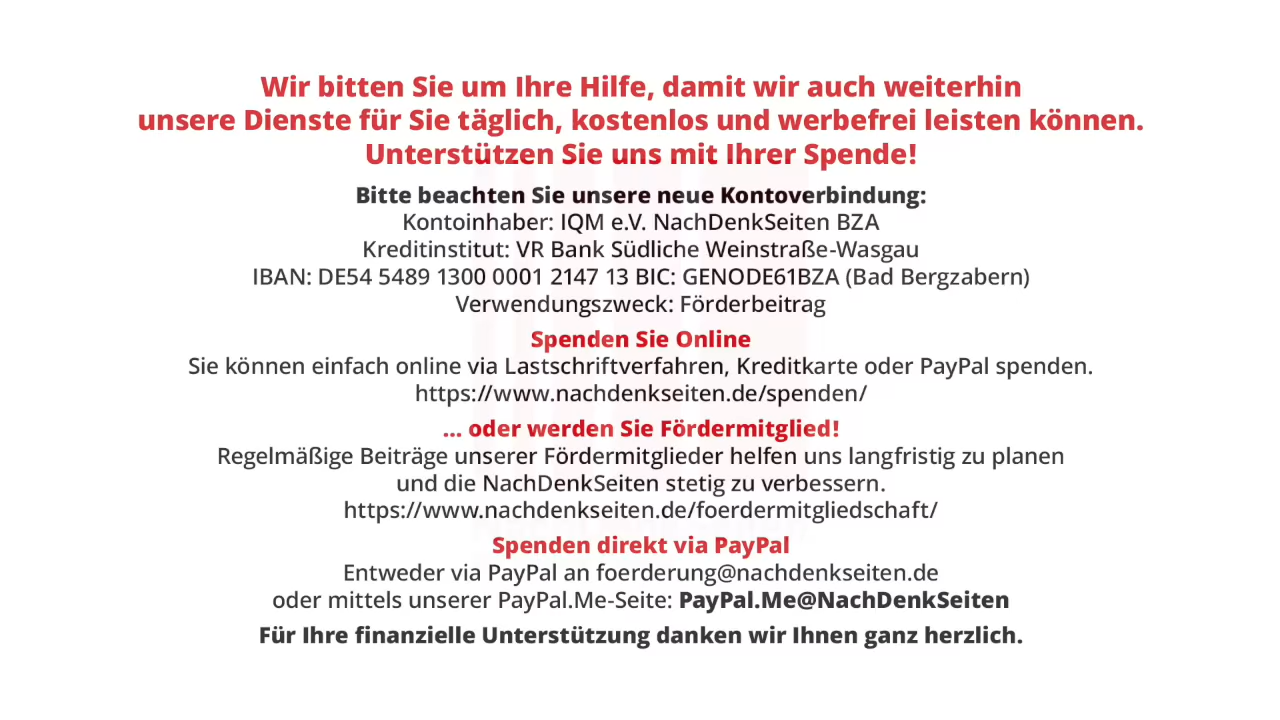 Wir bitten Sie um Ihre Hilfe, damit wir auch weiterhin
unsere Dienste für Sie täglich, kostenlos und werbefrei leisten können.
Unterstützen Sie uns mit Ihrer Spende!
Bitte beachten Sie unsere neue Kontoverbindung:
Kontoinhaber: IQM e.V. NachDenkSeiten BZA
Kreditinstitut: VR Bank Südliche Weinstraße-Wasgau
IBAN: DE54 5489 1300 0001 2147 13 BIC: GENODE61BZA (Bad Bergzabern)
Verwendungszweck: Förderbeitrag
Spenden Sie Online
Sie können einfach online via Lastschriftverfahren, Kreditkarte oder PayPal spenden.
https://www.nachdenkseiten.de/spenden/
... oder werden Sie Fördermitglied!
Regelmäßige Beiträge unserer Fördermitglieder helfen uns langfristig zu planen
und die NachDenkSeiten stetig zu verbessern.
https://www.nachdenkseiten.de/foerdermitgliedschaft/
Spenden direkt via PayPal
Entweder via PayPal an foerderung@nachdenkseiten.de
oder mittels unserer PayPal.Me-Seite: PayPal.Me@NachDenkSeiten
Für Ihre finanzielle Unterstützung danken wir Ihnen ganz herzlich.